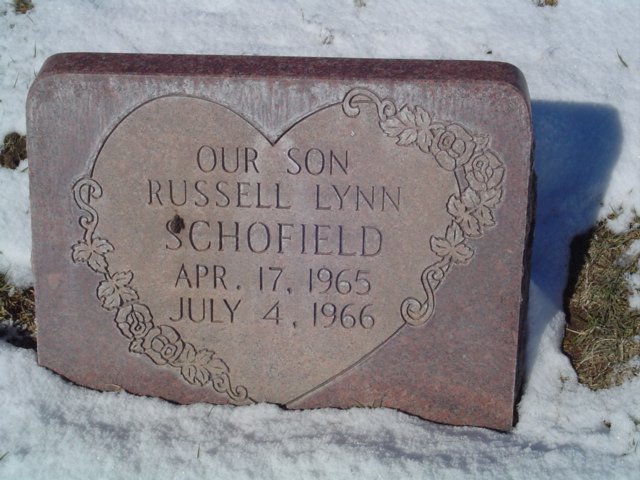 OUR SON
RUSSELL LYNN
SCHOFIELD
APR. 17, 1965
JULY 4, 1966